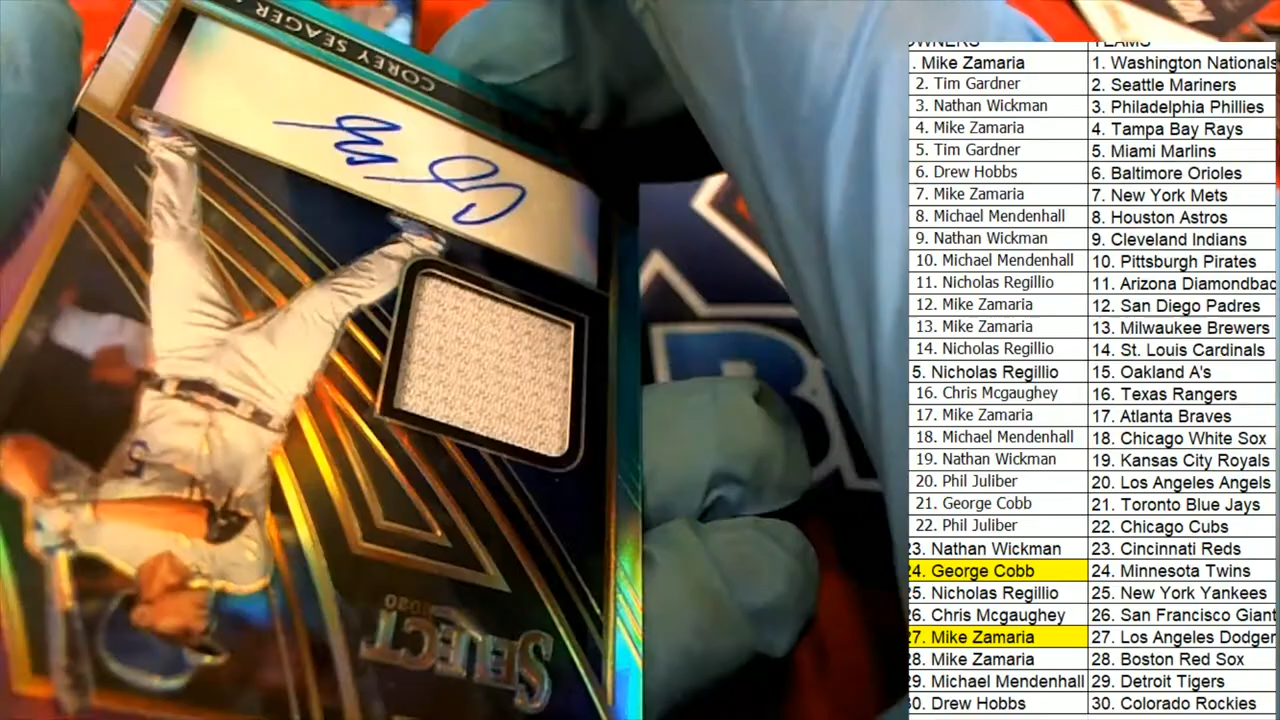 COREY SEAGER
2020
SELECT
OWNERS TEAMS
. Mike Zamaria 1. Washington Nationals
2. Tim Gardner 2. Seattle Mariners
3. Nathan Wickman 3. Philadelphia Phillies
4. Mike Zamaria 4. Tampa Bay Rays
5. Tim Gardner 5. Miami Marlins
6. Drew Hobbs 6. Baltimore Orioles
7. Mike Zamaria 7. New York Mets
8. Michael Mendenhall 8. Houston Astros
9. Nathan Wickman 9. Cleveland Indians
10. Michael Mendenhall 10. Pittsburgh Pirates
11. Nicholas Regillio 11. Arizona Diamondbac
12. Mike Zamaria 12. San Diego Padres
13. Mike Zamaria 13. Milwaukee Brewers
14. Nicholas Regillio 14. St. Louis Cardinals
5. Nicholas Regillio 15. Oakland A's
16. Chris Mcgaughey 16. Texas Rangers
17. Mike Zamaria 17. Atlanta Braves
18. Michael Mendenhall 18. Chicago White Sox
19. Nathan Wickman 19. Kansas City Royals
20. Phil Juliber 20. Los Angeles Angels
21. George Cobb 21. Toronto Blue Jays
22. Phil Juliber 22. Chicago Cubs
23. Nathan Wickman 23. Cincinnati Reds
24. George Cobb 24. Minnesota Twins
25. Nicholas Regillio 25. New York Yankees
26. Chris Mcgaughey 26. San Francisco Giant
27. Mike Zamaria 27. Los Angeles Dodger
28. Mike Zamaria 28. Boston Red Sox
29. Michael Mendenhall 29. Detroit Tigers
30. Drew Hobbs 30. Colorado Rockies